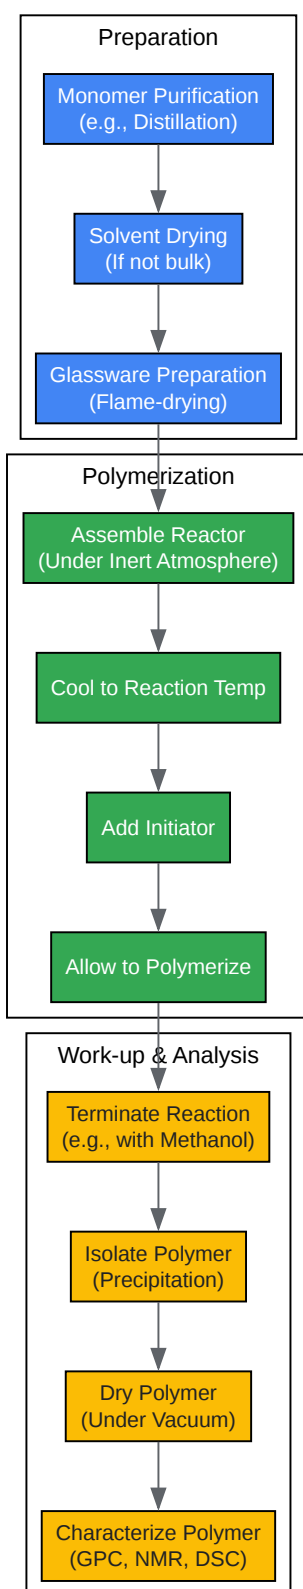 Preparation
Monomer Purification
(e.g., Distillation)
Solvent Drying
(If not bulk)
Glassware Preparation
(Flame-drying)
Polymerization
Assemble Reactor
(Under Inert Atmosphere)
Cool to Reaction Temp
Add Initiator
Allow to Polymerize
Work-up & Analysis
Terminate Reaction
(e.g., with Methanol)
Isolate Polymer
(Precipitation)
Dry Polymer
(Under Vacuum)
Characterize Polymer
(GPC, NMR, DSC)